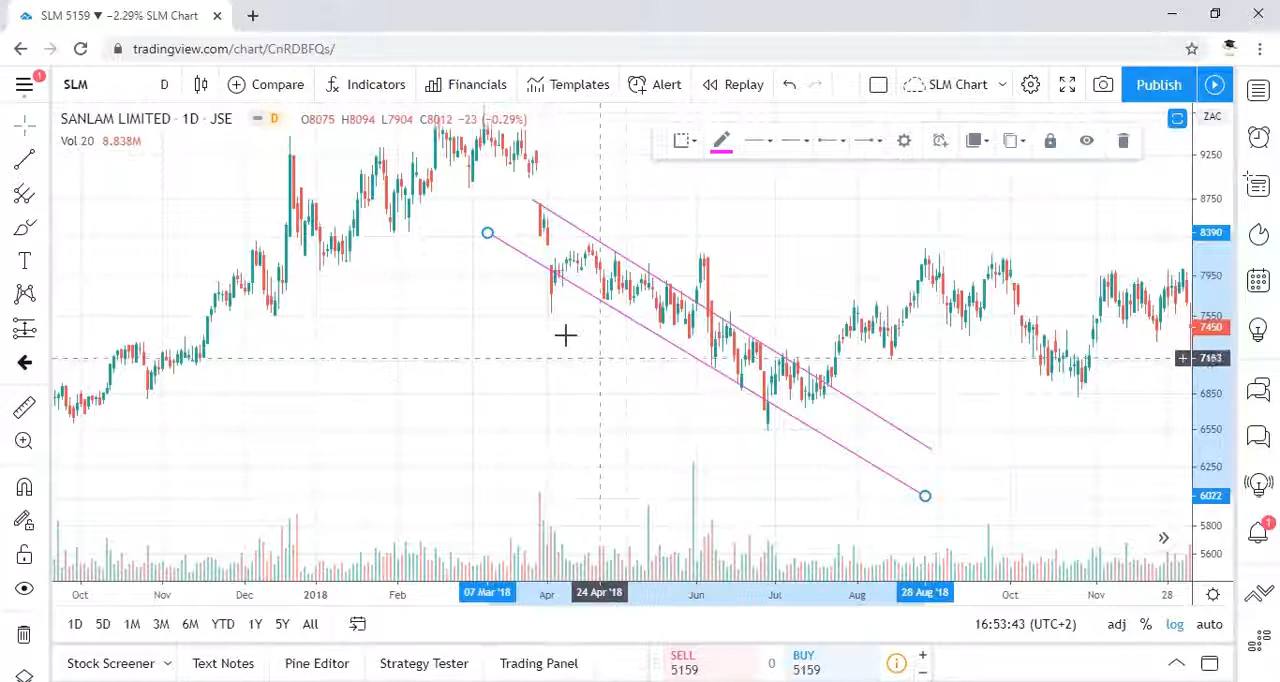 SLM 5159 ▼ −2.29% SLM Chart
tradingview.com/chart/CnRDBFQs/
1
SLM D Compare Indicators Financials Templates Alert Replay SLM Chart Publish
SANLAM LIMITED · 1D · JSE D O8075 H8094 L7904 C8012 −23 (−0.29%)
Vol 20 8.838M
ZAC
9250
8750
8390
7950
7550
7450
7163
6850
6550
6250
6022
5800
5600
1
T
Oct Nov Dec 2018 Feb 07 Mar '18 Apr 24 Apr '18 Jun Jul Aug 28 Aug '18 Oct Nov 28
1D 5D 1M 3M 6M YTD 1Y 5Y All 16:53:43 (UTC+2) adj % log auto
Stock Screener Text Notes Pine Editor Strategy Tester Trading Panel SELL 5159 0 BUY 5159